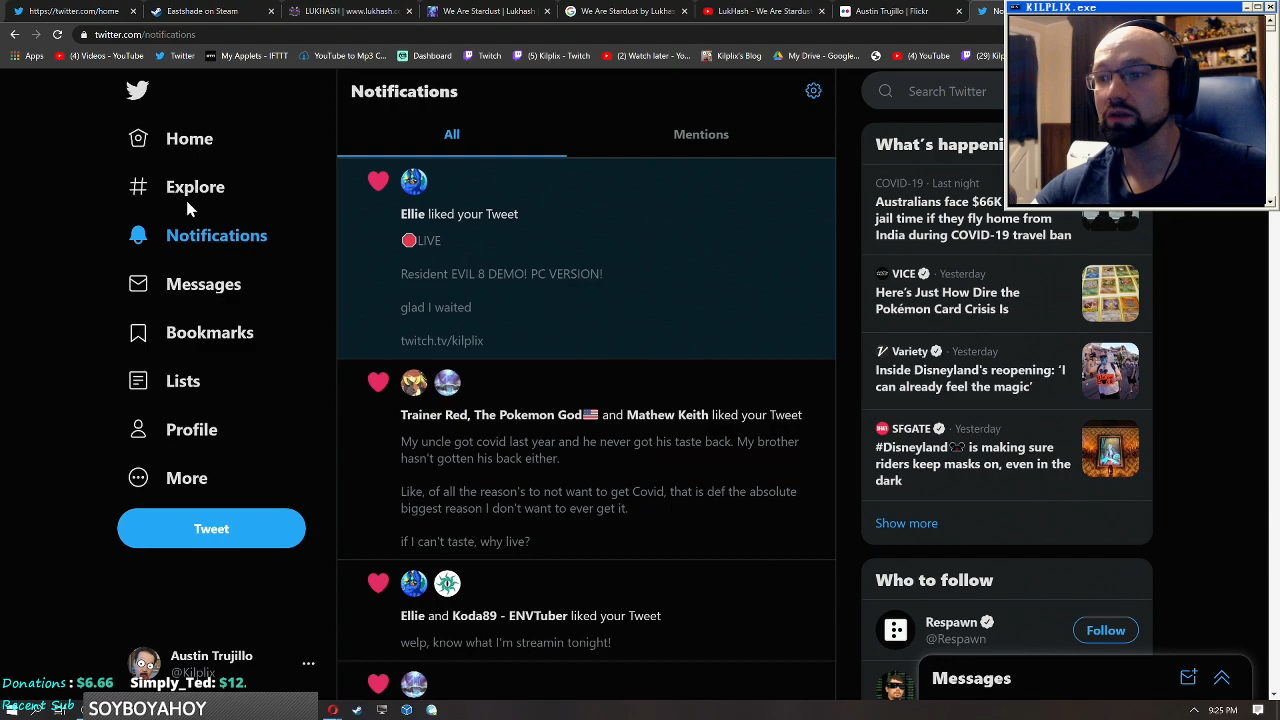 https://twitter.com/home
Eastshade on Steam
LUKHASH | www.lukhash.c
We Are Stardust | Lukhash
We Are Stardust by Lukhas
LUKHASH - We Are Stardus
Austin Trujillo | Flickr
KILPLIX.exe
twitter.com/notifications
Apps
(4) Videos - YouTube
Twitter
My Applets - IFTTT
YouTube to Mp3 C...
Dashboard
Twitch
(5) Kilplix - Twitch
(2) Watch later - Yo...
Kilplix's Blog
My Drive - Google...
(4) YouTube
Notifications
Search Twitter
All
Mentions
Home
Explore
Notifications
Messages
Bookmarks
Lists
Profile
More
Tweet
Ellie liked your Tweet
LIVE
Resident EVIL 8 DEMO! PC VERSION!
glad I waited
twitch.tv/kilplix
Trainer Red, The Pokemon God🇺🇸 and Mathew Keith liked your Tweet
My uncle got covid last year and he never got his taste back. My brother
hasn't gotten his back either.
Like, of all the reason's to not want to get Covid, that is def the absolute
biggest reason I don't want to ever get it.
if I can't taste, why live?
Ellie and Koda89 - ENVTuber liked your Tweet
welp, know what I'm streamin tonight!
What's happeni
COVID-19 · Last night
Australians face $66K
jail time if they fly home from
India during COVID-19 travel ban
VICE · Yesterday
Here's Just How Dire the
Pokémon Card Crisis Is
Variety · Yesterday
Inside Disneyland's reopening: 'I
can already feel the magic'
SFGATE · Yesterday
#Disneyland is making sure
riders keep masks on, even in the
dark
Show more
Who to follow
Respawn
@Respawn
Follow
Messages
Austin Trujillo
@Kilplix
Donations : $6.66 Simply_Ted: $12.
Recent Sub
SOYBOYAHOY
9:25 PM